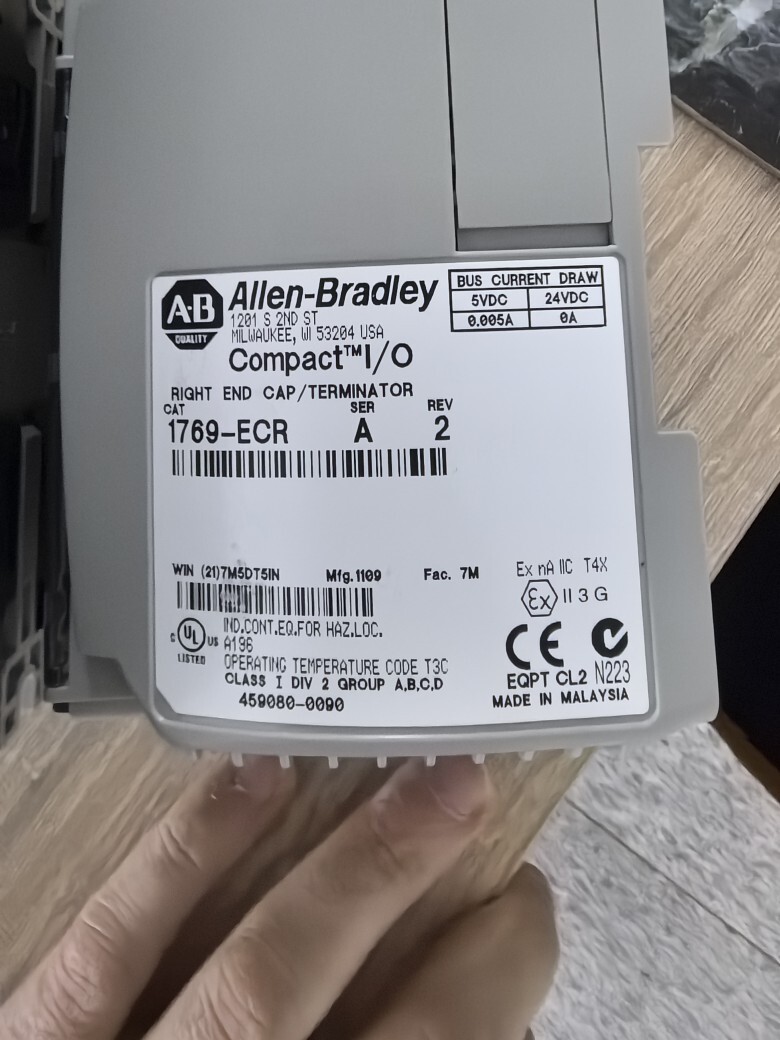 A-B
QUALITY
Allen-Bradley
1201 S 2ND ST
MILWAUKEE, WI 53204 USA
Compact™I/O
BUS CURRENT DRAW
5VDC 24VDC
0.005A 0A
RIGHT END CAP/TERMINATOR
CAT SER REV
1769-ECR A 2
WIN (21)7M5DT5IN Mfg.1109 Fac. 7M
Ex nA IIC T4X
Ex II 3 G
C UL US
LISTED
IND.CONT.EQ.FOR HAZ.LOC.
A196
OPERATING TEMPERATURE CODE T3C
CLASS I DIV 2 GROUP A,B,C,D
459080-0090
CE
EQPT CL2 N223
MADE IN MALAYSIA